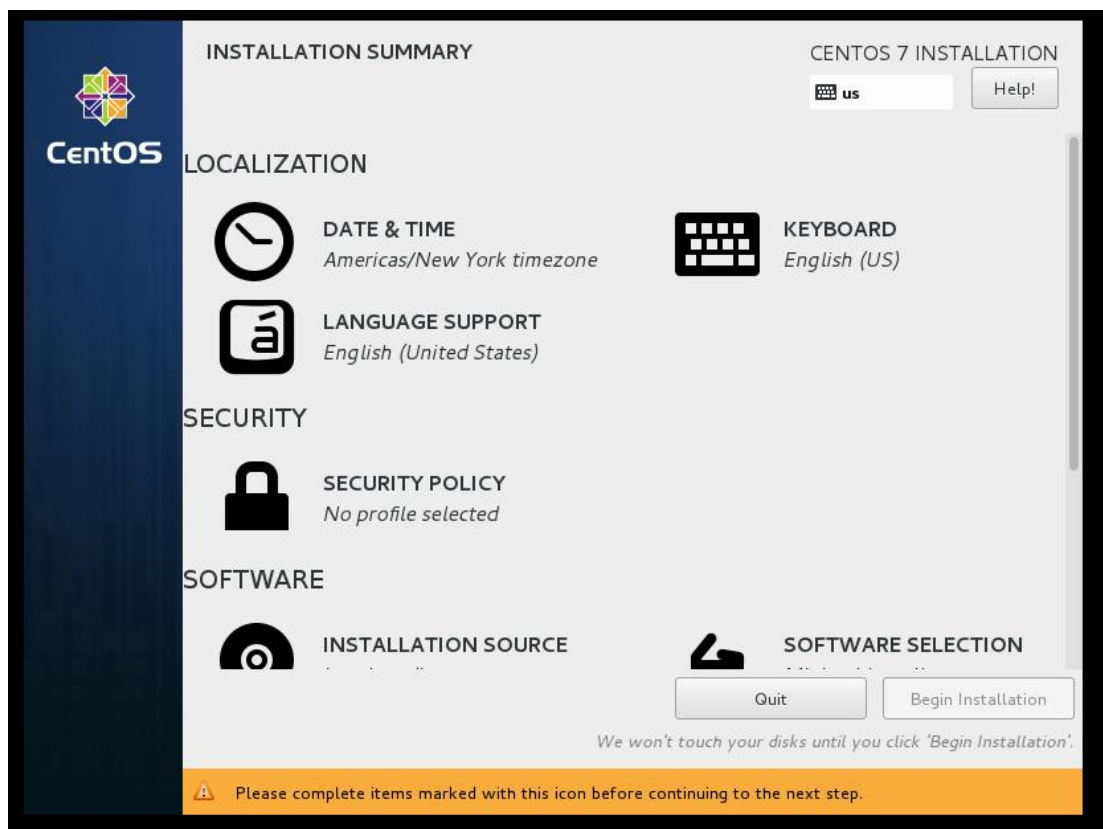 INSTALLATION SUMMARY
CENTOS 7 INSTALLATION
us
Help!
CentOS
LOCALIZATION
DATE & TIME
Americas/New York timezone
KEYBOARD
English (US)
á
LANGUAGE SUPPORT
English (United States)
SECURITY
SECURITY POLICY
No profile selected
SOFTWARE
INSTALLATION SOURCE
SOFTWARE SELECTION
Quit
Begin Installation
We won't touch your disks until you click 'Begin Installation'.
Please complete items marked with this icon before continuing to the next step.